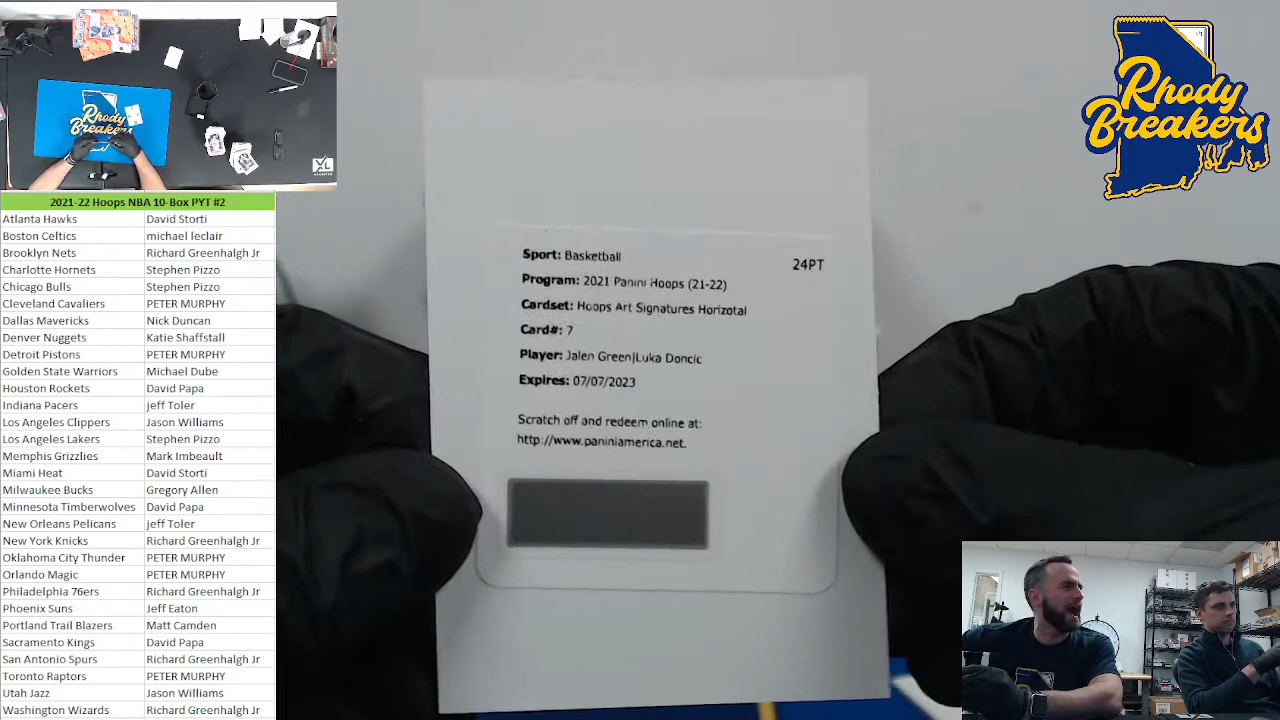 Rhody
Breakers
Rhody
Breakers
XL
2021-22 Hoops NBA 10-Box PYT #2
Atlanta Hawks David Storti
Boston Celtics michael leclair
Brooklyn Nets Richard Greenhalgh Jr
Charlotte Hornets Stephen Pizzo
Chicago Bulls Stephen Pizzo
Cleveland Cavaliers PETER MURPHY
Dallas Mavericks Nick Duncan
Denver Nuggets Katie Shaffstall
Detroit Pistons PETER MURPHY
Golden State Warriors Michael Dube
Houston Rockets David Papa
Indiana Pacers jeff Toler
Los Angeles Clippers Jason Williams
Los Angeles Lakers Stephen Pizzo
Memphis Grizzlies Mark Imbeault
Miami Heat David Storti
Milwaukee Bucks Gregory Allen
Minnesota Timberwolves David Papa
New Orleans Pelicans jeff Toler
New York Knicks Richard Greenhalgh Jr
Oklahoma City Thunder PETER MURPHY
Orlando Magic PETER MURPHY
Philadelphia 76ers Richard Greenhalgh Jr
Phoenix Suns Jeff Eaton
Portland Trail Blazers Matt Camden
Sacramento Kings David Papa
San Antonio Spurs Richard Greenhalgh Jr
Toronto Raptors PETER MURPHY
Utah Jazz Jason Williams
Washington Wizards Richard Greenhalgh Jr
Sport: Basketball 24PT
Program: 2021 Panini Hoops (21-22)
Cardset: Hoops Art Signatures Horizotal
Card#: 7
Player: Jalen Green|Luka Doncic
Expires: 07/07/2023
Scratch off and redeem online at:
http://www.paniniamerica.net.